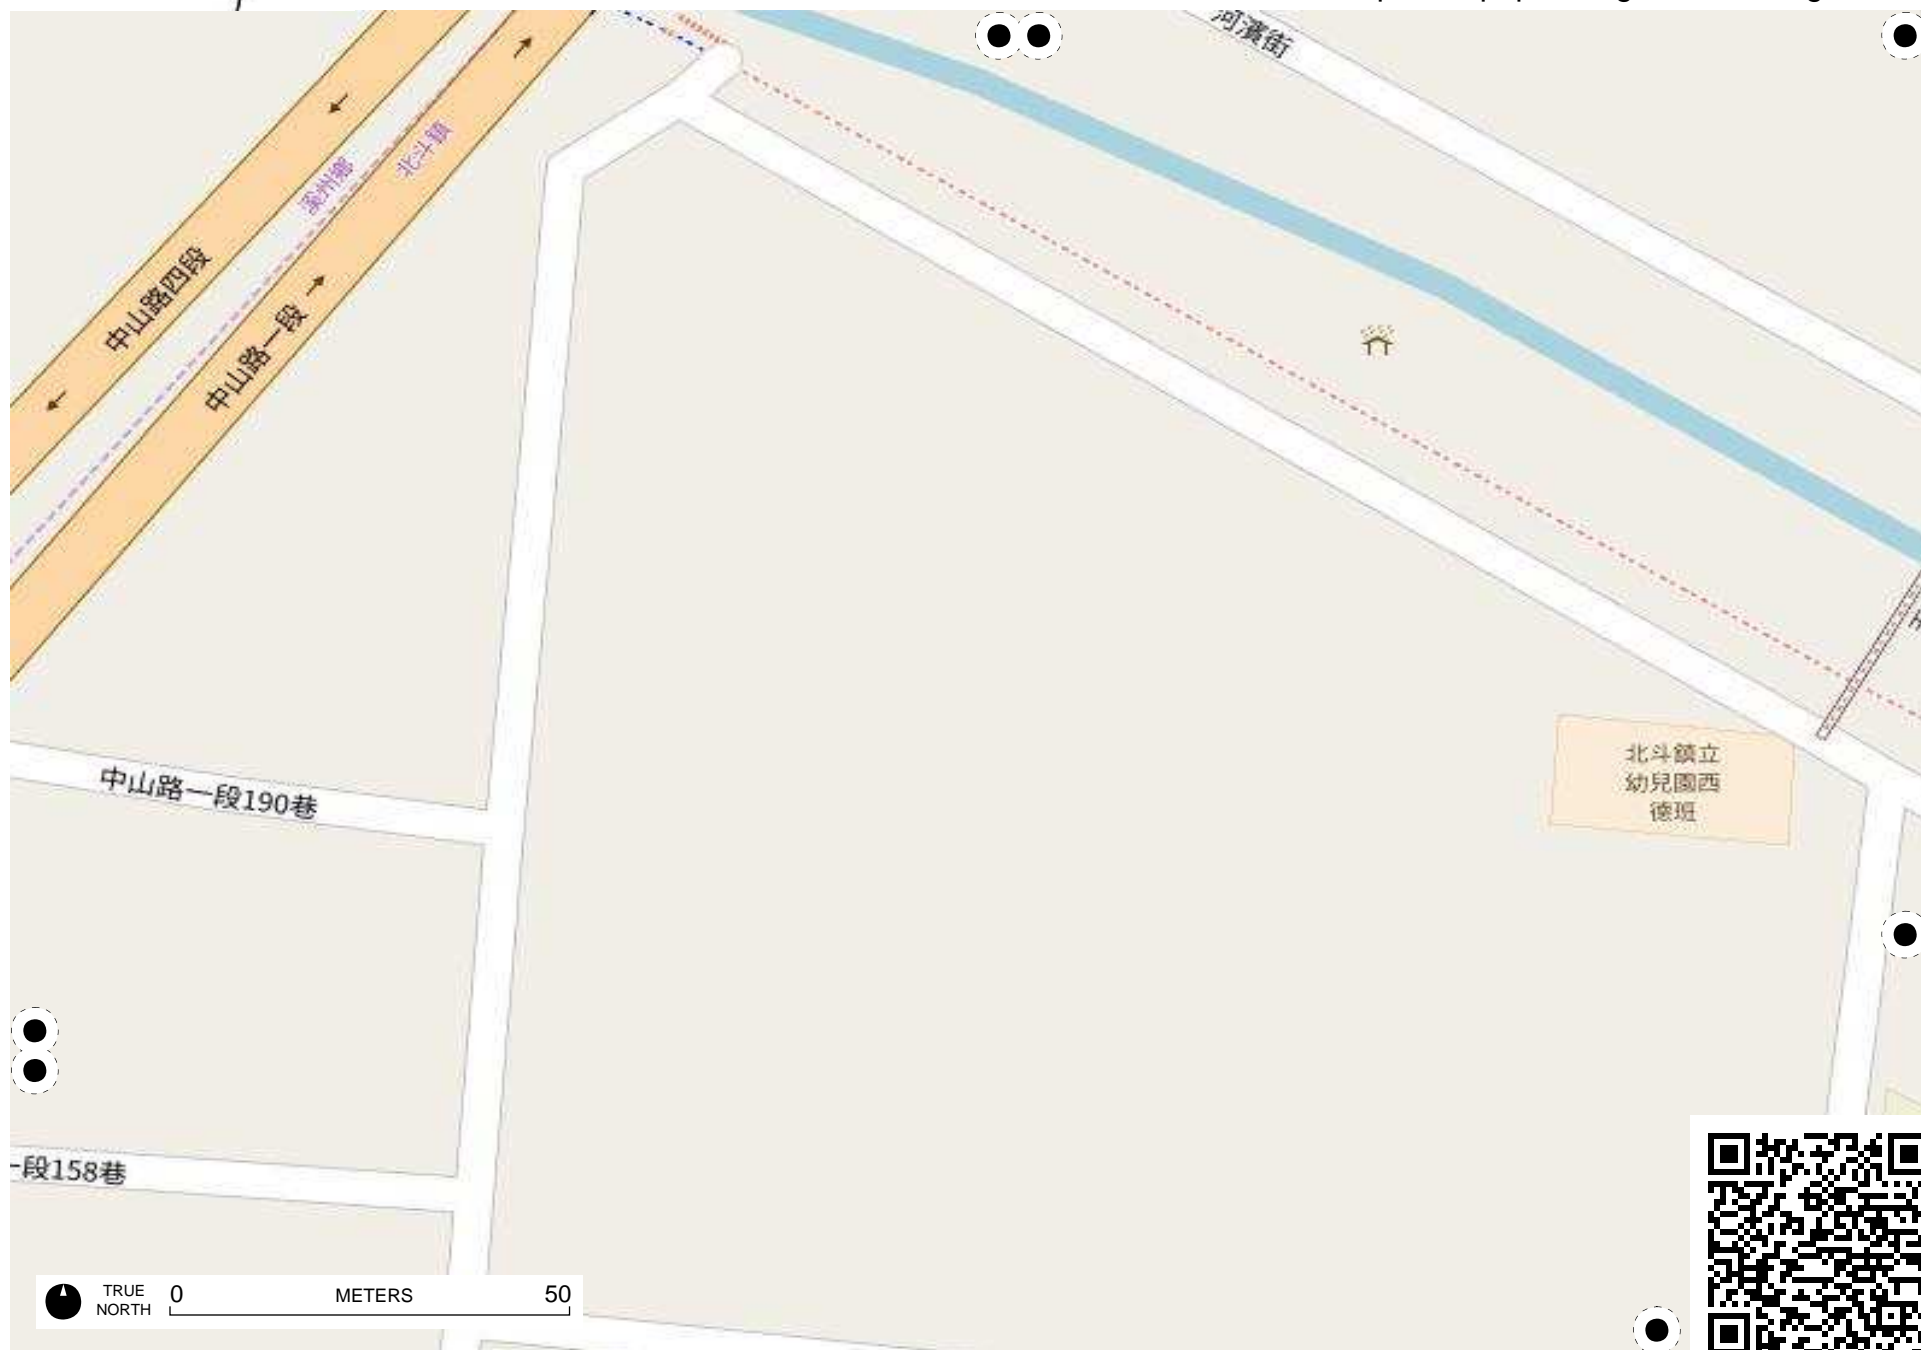 河濱街
北斗鎮
溪州鄉
中山路四段
中山路一段
北斗鎮立
幼兒園西
德班
中山路一段190巷
一段158巷
TRUE
NORTH
0
METERS
50